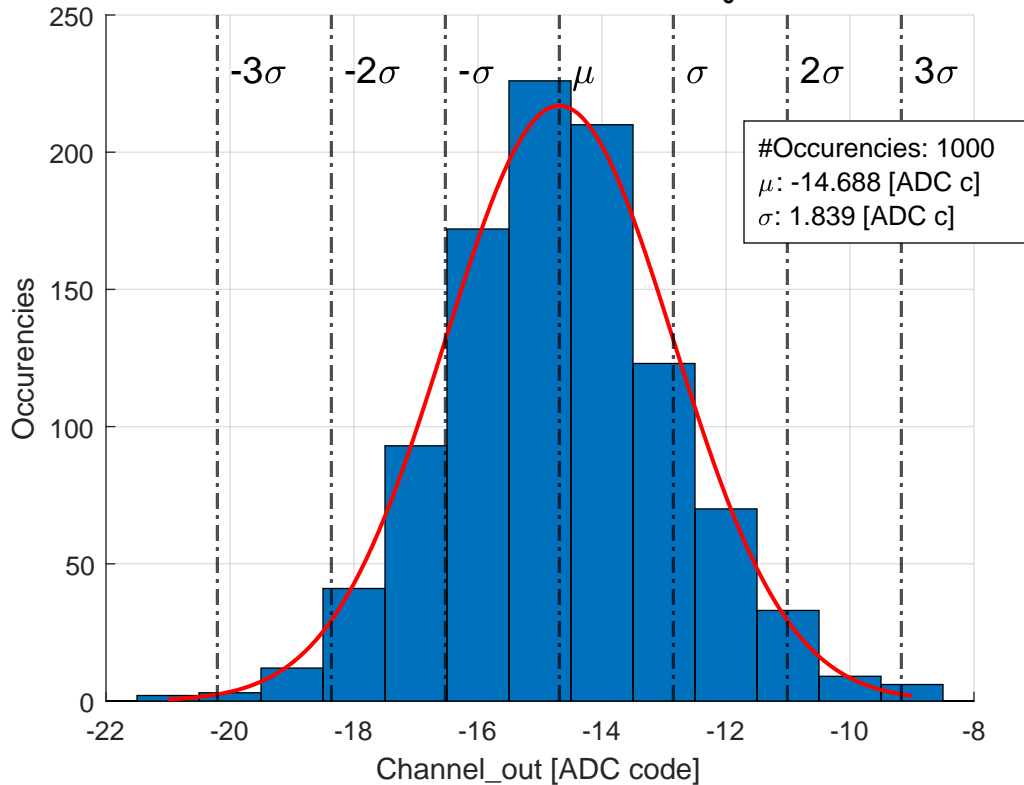 250
200
150
100
50
0
-3σ -2σ -σ μ σ 2σ 3σ
#Occurencies: 1000
μ: -14.688 [ADC c]
σ: 1.839 [ADC c]
Occurencies
-22 -20 -18 -16 -14 -12 -10 -8
Channel_out [ADC code]